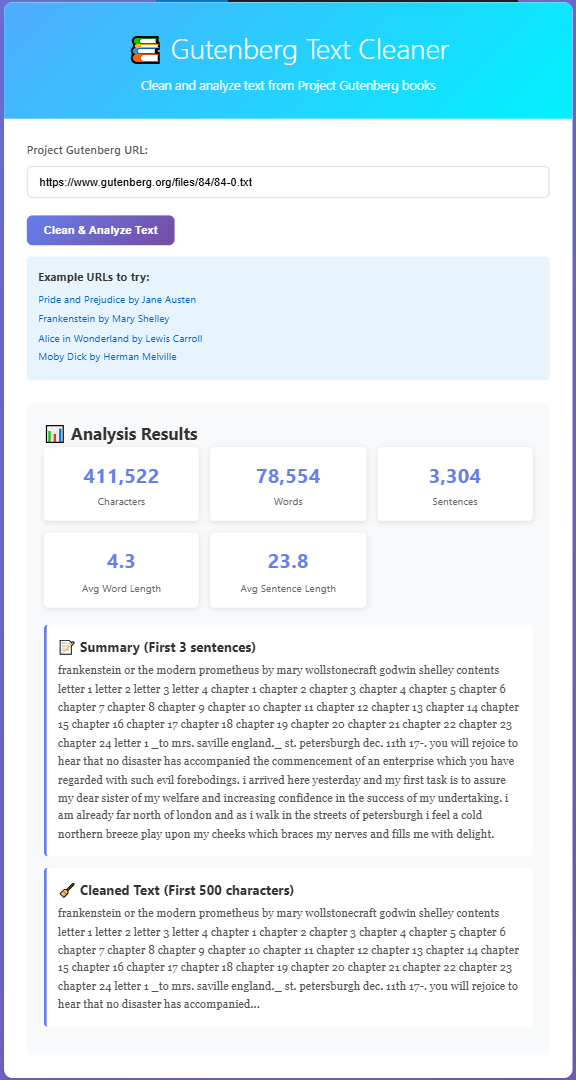 Gutenberg Text Cleaner
Clean and analyze text from Project Gutenberg books
Project Gutenberg URL:
https://www.gutenberg.org/files/84/84-0.txt
Clean & Analyze Text
Example URLs to try:
Pride and Prejudice by Jane Austen
Frankenstein by Mary Shelley
Alice in Wonderland by Lewis Carroll
Moby Dick by Herman Melville
Analysis Results
411,522
Characters
78,554
Words
3,304
Sentences
4.3
Avg Word Length
23.8
Avg Sentence Length
Summary (First 3 sentences)
frankenstein or the modern prometheus by mary wollstonecraft godwin shelley contents
letter 1 letter 2 letter 3 letter 4 chapter 1 chapter 2 chapter 3 chapter 4 chapter 5 chapter 6
chapter 7 chapter 8 chapter 9 chapter 10 chapter 11 chapter 12 chapter 13 chapter 14 chapter
15 chapter 16 chapter 17 chapter 18 chapter 19 chapter 20 chapter 21 chapter 22 chapter 23
chapter 24 letter 1 _to mrs. saville england._ st. petersburgh dec. 11th 17-. you will rejoice to
hear that no disaster has accompanied the commencement of an enterprise which you have
regarded with such evil forebodings. i arrived here yesterday and my first task is to assure
my dear sister of my welfare and increasing confidence in the success of my undertaking. i
am already far north of london and as i walk in the streets of petersburgh i feel a cold
northern breeze play upon my cheeks which braces my nerves and fills me with delight.
Cleaned Text (First 500 characters)
frankenstein or the modern prometheus by mary wollstonecraft godwin shelley contents
letter 1 letter 2 letter 3 letter 4 chapter 1 chapter 2 chapter 3 chapter 4 chapter 5 chapter 6
chapter 7 chapter 8 chapter 9 chapter 10 chapter 11 chapter 12 chapter 13 chapter 14 chapter
15 chapter 16 chapter 17 chapter 18 chapter 19 chapter 20 chapter 21 chapter 22 chapter 23
chapter 24 letter 1 _to mrs. saville england._ st. petersburgh dec. 11th 17-. you will rejoice to
hear that no disaster has accompanied...